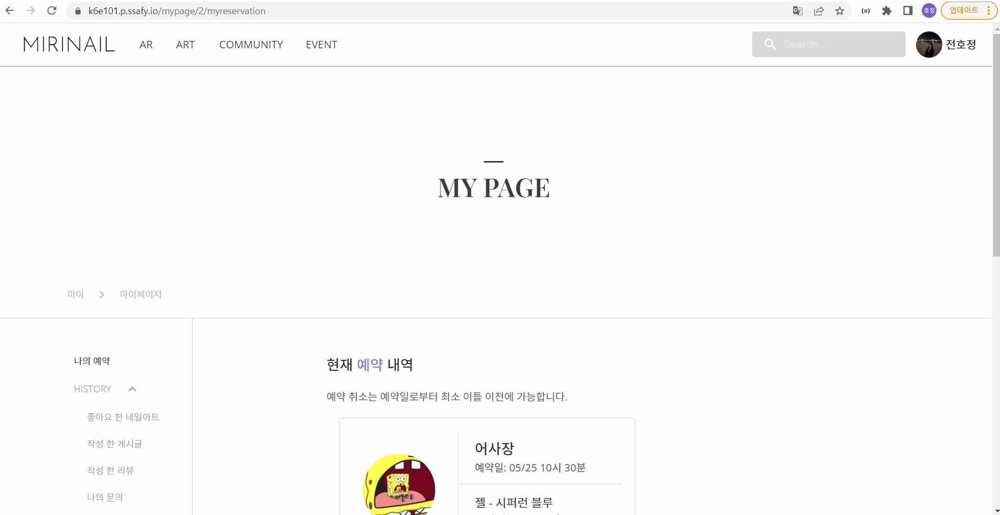 k6e101.p.ssafy.io/mypage/2/myreservation
호정
업데이트
MIRINAIL
AR
ART
COMMUNITY
EVENT
Search...
전호정
MY PAGE
마이
마이페이지
나의 예약
HISTORY
좋아요 한 네일아트
작성 한 게시글
작성 한 리뷰
나의 문의
현재 예약 내역
예약 취소는 예약일로부터 최소 이틀 이전에 가능합니다.
어사장
예약일: 05/25 10시 30분
젤 - 시퍼런 블루